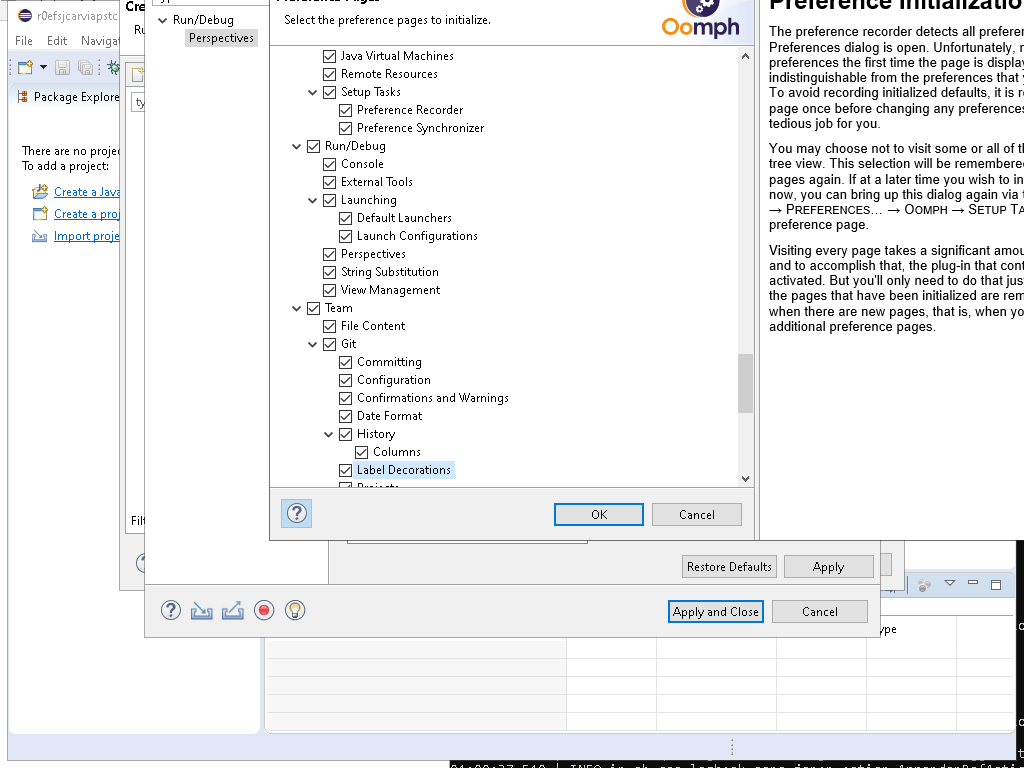 r0efsjcarviapstc
File Edit Navigat
Package Explore
There are no projec
To add a project:
Create a Java
Create a proj
Import proje
Cre
Ru
ty
Filt
Run/Debug
Perspectives
Select the preference pages to initialize.
Oomph
Java Virtual Machines
Remote Resources
Setup Tasks
Preference Recorder
Preference Synchronizer
Run/Debug
Console
External Tools
Launching
Default Launchers
Launch Configurations
Perspectives
String Substitution
View Management
Team
File Content
Git
Committing
Configuration
Confirmations and Warnings
Date Format
History
Columns
Label Decorations
OK
Cancel
Preference Initializatio
The preference recorder detects all preferen
Preferences dialog is open. Unfortunately, m
preferences the first time the page is display
indistinguishable from the preferences that y
To avoid recording initialized defaults, it is re
page once before changing any preferences
tedious job for you.
You may choose not to visit some or all of th
tree view. This selection will be remembere
pages again. If at a later time you wish to in
now, you can bring up this dialog again via t
→ PREFERENCES... → OOMPH → SETUP TA
preference page.
Visiting every page takes a significant amou
and to accomplish that, the plug-in that cont
activated. But you'll only need to do that jus
the pages that have been initialized are rem
when there are new pages, that is, when yo
additional preference pages.
Restore Defaults
Apply
Apply and Close
Cancel
ype